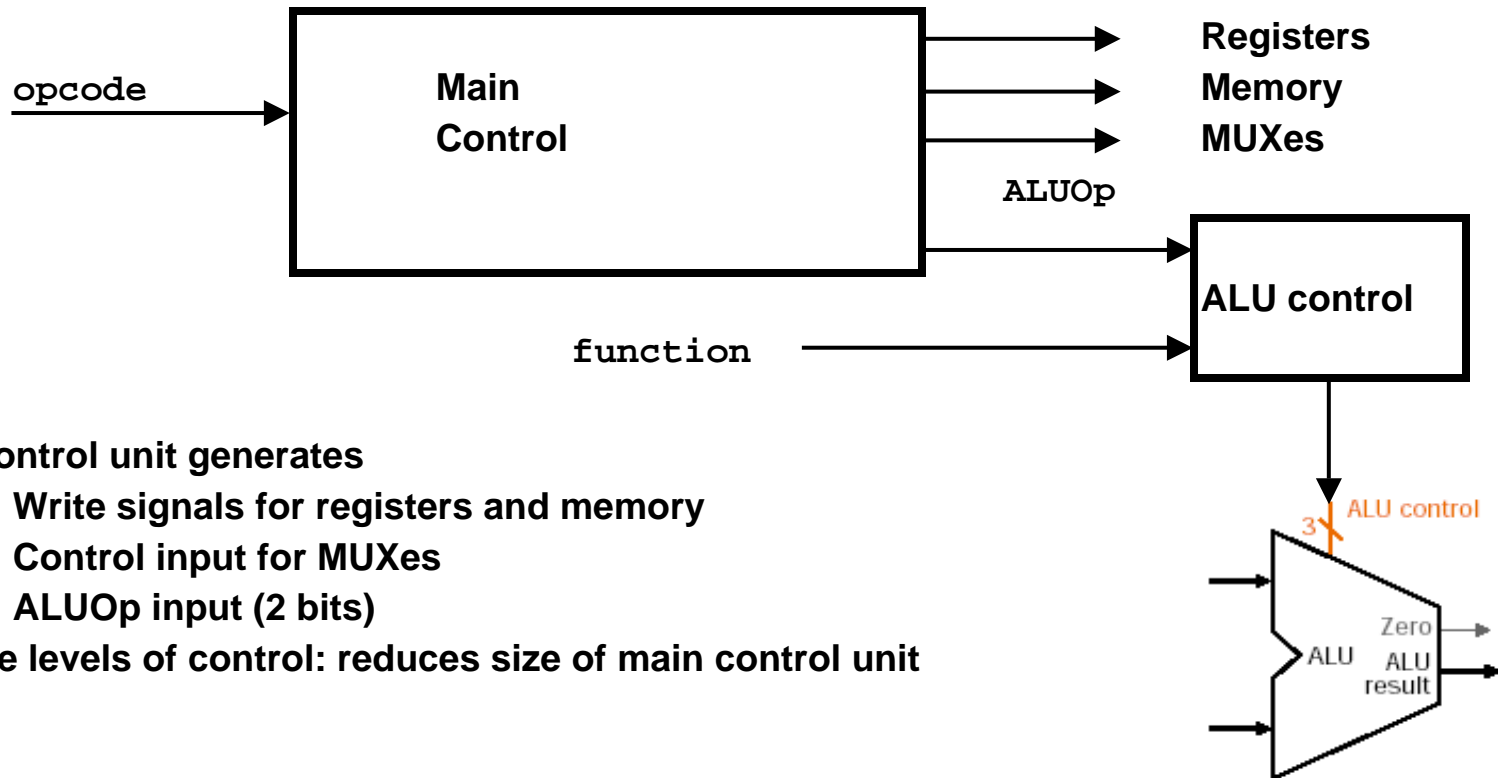 Registers
opcode
Main
Memory
Control
MUXes
ALUOp
ALU control
function
ontrol unit generates
Write signals for registers and memory
Control input for MUXes
ALUOp input (2 bits)
e levels of control: reduces size of main control unit
ALU control
3
Zero
ALU
ALU
result